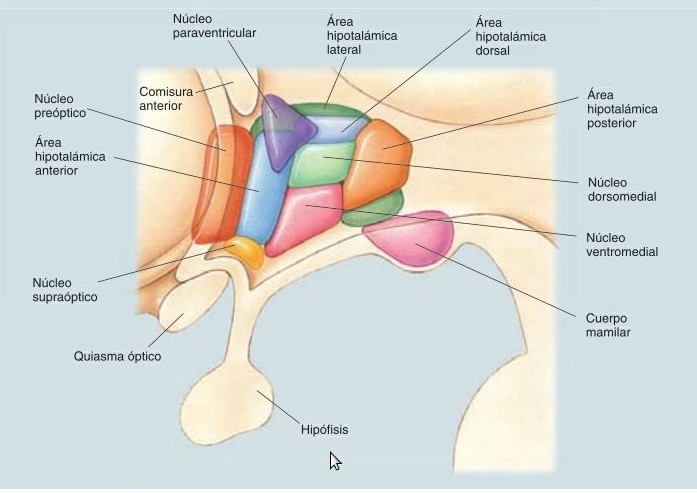 Núcleo
paraventricular
Área
hipotalámica
lateral
Área
hipotalámica
dorsal
Comisura
anterior
Núcleo
preóptico
Área
hipotalámica
anterior
Área
hipotalámica
posterior
Núcleo
dorsomedial
Núcleo
ventromedial
Núcleo
supraóptico
Cuerpo
mamilar
Quiasma óptico
Hipófisis